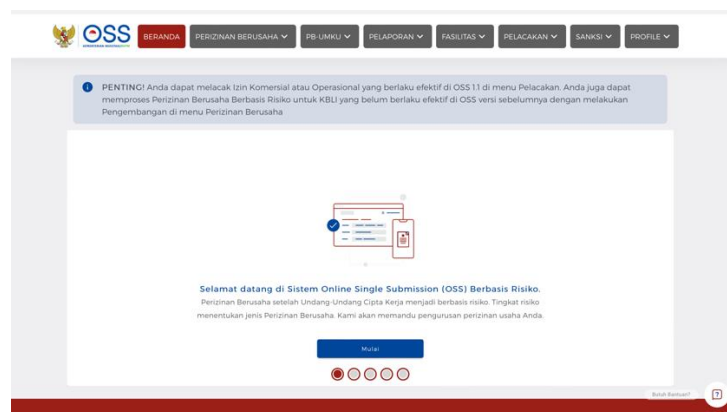 OSS
BERANDA
PERIZINAN BERUSAHA
PB-UMKU
PELAPORAN
FASILITAS
PELACAKAN
SANKSI
PROFILE
PENTING! Anda dapat melacak Izin Komersial atau Operasional yang berlaku efektif di OSS 1.1 di menu Pelacakan. Anda juga dapat
memproses Perizinan Berusaha Berbasis Risiko untuk KBLI yang belum berlaku efektif di OSS versi sebelumnya dengan melakukan
Pengembangan di menu Perizinan Berusaha
Selamat datang di Sistem Online Single Submission (OSS) Berbasis Risiko.
Perizinan Berusaha setelah Undang-Undang Cipta Kerja menjadi berbasis risiko. Tingkat risiko
menentukan jenis Perizinan Berusaha. Kami akan memandu pengurusan perizinan usaha Anda.
Mulai
Butuh Bantuan?
?